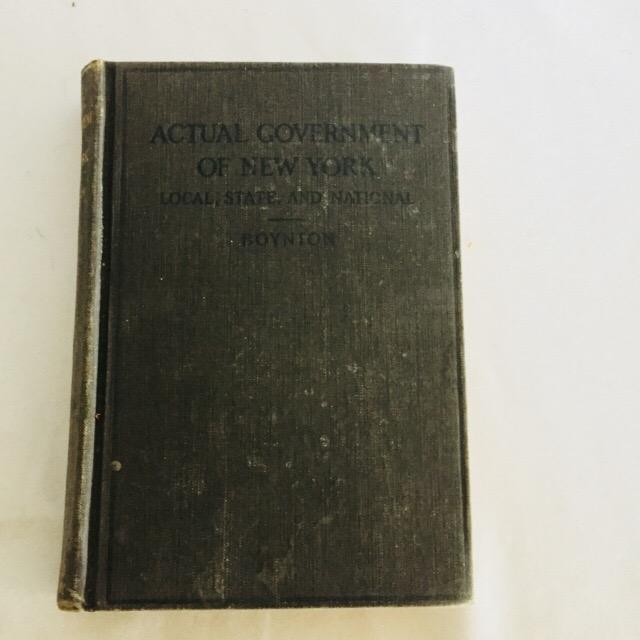 ACTUAL GOVERNMENT
OF NEW YORK
LOCAL, STATE, AND NATIONAL
BOYNTON